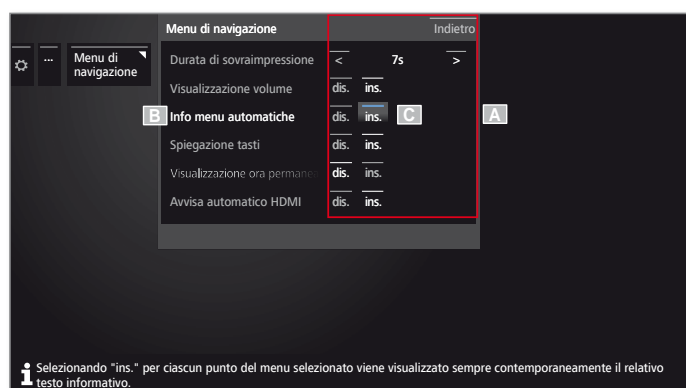 Menu di navigazione Indietro
... Menu di navigazione
Durata di sovraimpressione < 7s >
Visualizzazione volume dis. ins.
B Info menu automatiche dis. ins. C A
Spiegazione tasti dis. ins.
Visualizzazione ora permane dis. ins.
Avvisa automatico HDMI dis. ins.
Selezionando "ins." per ciascun punto del menu selezionato viene visualizzato sempre contemporaneamente il relativo
testo informativo.